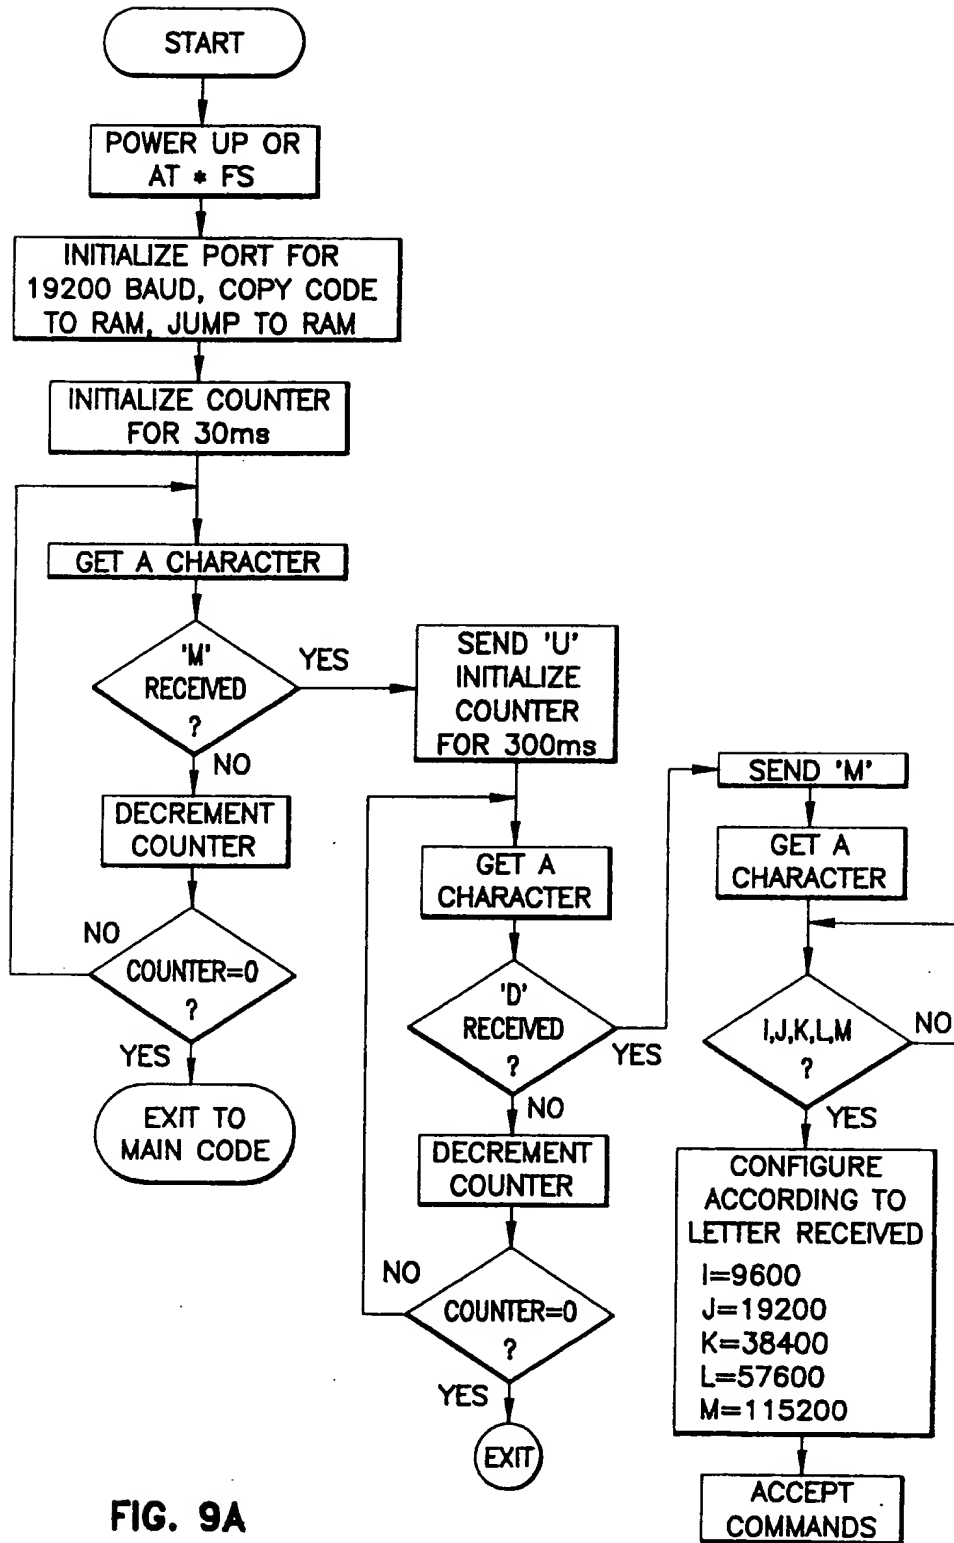 START
POWER UP OR
AT * FS
INITIALIZE PORT FOR
19200 BAUD, COPY CODE
TO RAM, JUMP TO RAM
INITIALIZE COUNTER
FOR 30ms
GET A CHARACTER
'M'
RECEIVED
?
YES
NO
DECREMENT
COUNTER
COUNTER=0
?
NO
YES
EXIT TO
MAIN CODE
SEND 'U'
INITIALIZE
COUNTER
FOR 300ms
GET A
CHARACTER
'D'
RECEIVED
?
YES
NO
DECREMENT
COUNTER
COUNTER=0
?
NO
YES
EXIT
SEND 'M'
GET A
CHARACTER
I,J,K,L,M
?
NO
YES
CONFIGURE
ACCORDING TO
LETTER RECEIVED
I=9600
J=19200
K=38400
L=57600
M=115200
ACCEPT
COMMANDS
FIG. 9A